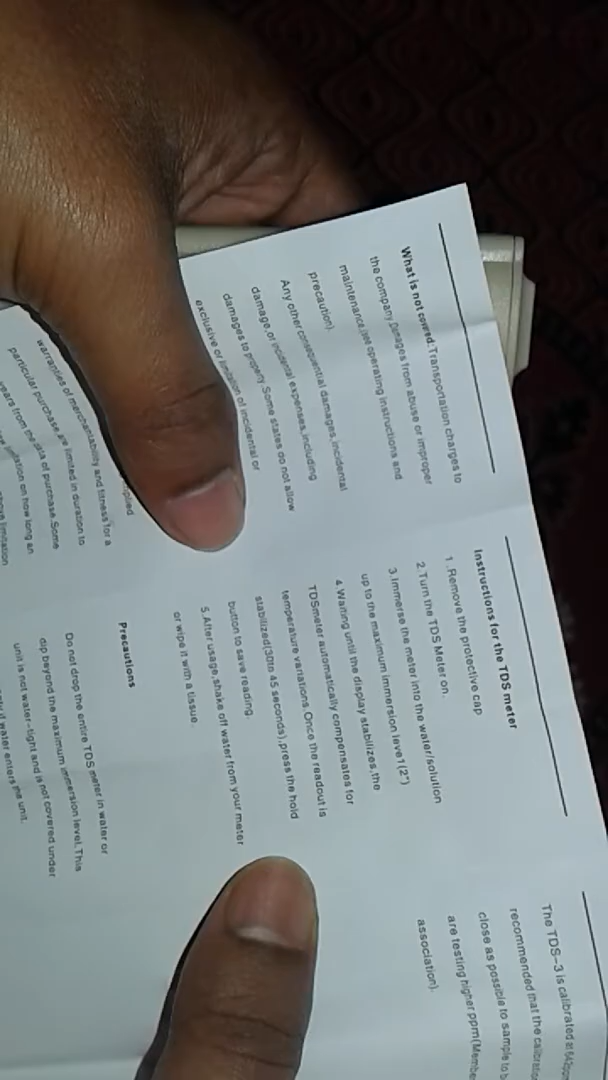 What is not covered: Transportation charges to
the company, Damages from abuse or improper
maintenance(see operating instructions and
precaution).
Any other consequential damages, incidental
damage, or incidental expenses, including
damages to property. Some states do not allow
exclusive or limitation of incidental or
warranties of merchantability and fitness for a
particular purchase are limited in duration to
years from the data of purchase. Some
limitation on how long an
limitation
Instructions for the TDS meter
1.Remove the protective cap
2.Turn the TDS Meter on.
3.Immerse the meter into the water/solution
up to the maximum immersion level(2")
4.Waiting until the display stabilizes, the
TDSmeter automatically compensates for
temperature variations. Once the readout is
stabilized(30to 45 seconds), press the hold
button to save reading.
5.After usage, shake off water from your meter
or wipe it with a tissue.
Precautions
Do not drop the entire TDS meter in water or
dip beyond the maximum immersion level. This
unit is not water-tight and is not covered under
if water enters the unit.
The TDS-3 is calibrated at 342ppm
recommended that the
close as possible to sample to
are testing higher ppm(
association).